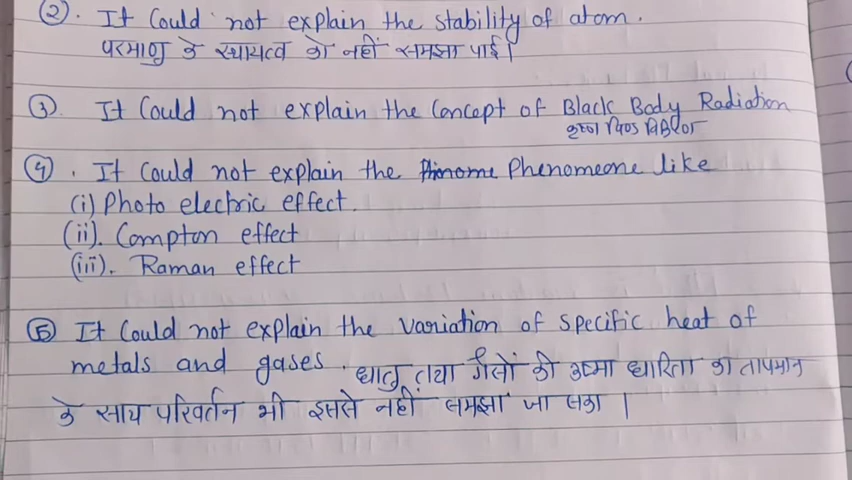 ②. It Could not explain the stability of atom.
परमाणु के स्थायत्व को नहीं समझा पाई।
③. It Could not explain the Concept of Black Body Radiation
कृष्ण पिण्ड विकिरण
④. It Could not explain the Phenomeone like
(i) Photo electric effect.
(ii). Compton effect
(iii). Raman effect
⑤ It Could not explain the variation of specific heat of
metals and gases. धातु तथा गैसों की उष्मा धारिता का तापमान
के साथ परिवर्तन भी इससे नहीं समझा जा सका।